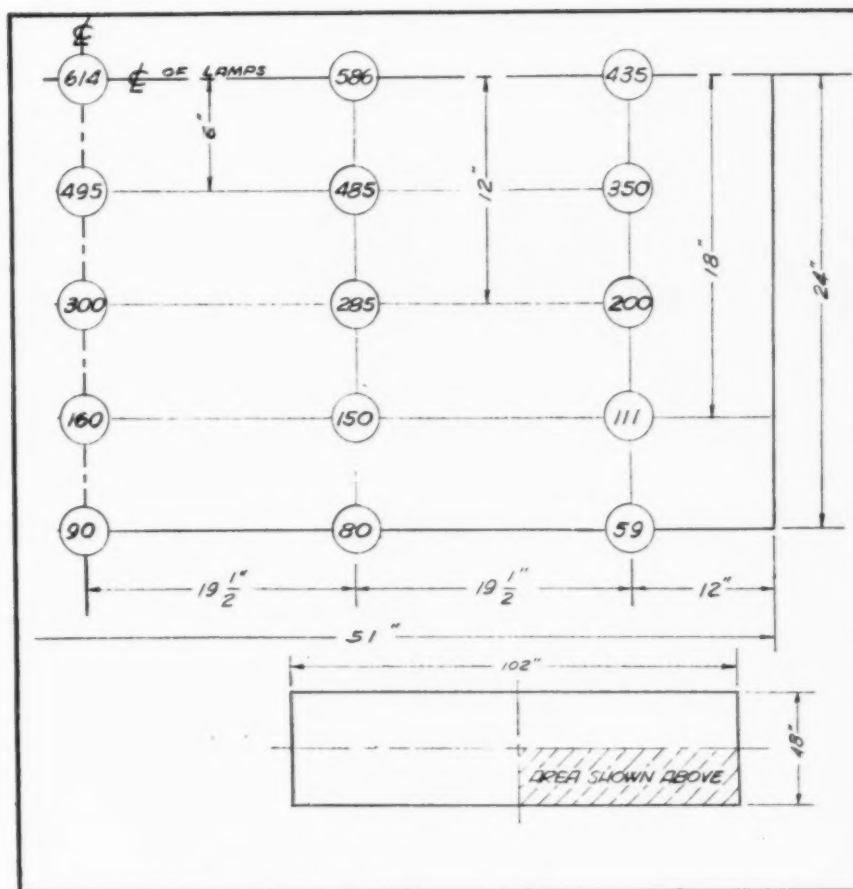 ℄
614 ℄ OF LAMPS 586 435
6"
495 485 12" 350
18"
24"
300 285 200
160 150 111
90 80 59
19 1/2" 19 1/2" 12"
51"
102"
48"
AREA SHOWN ABOVE